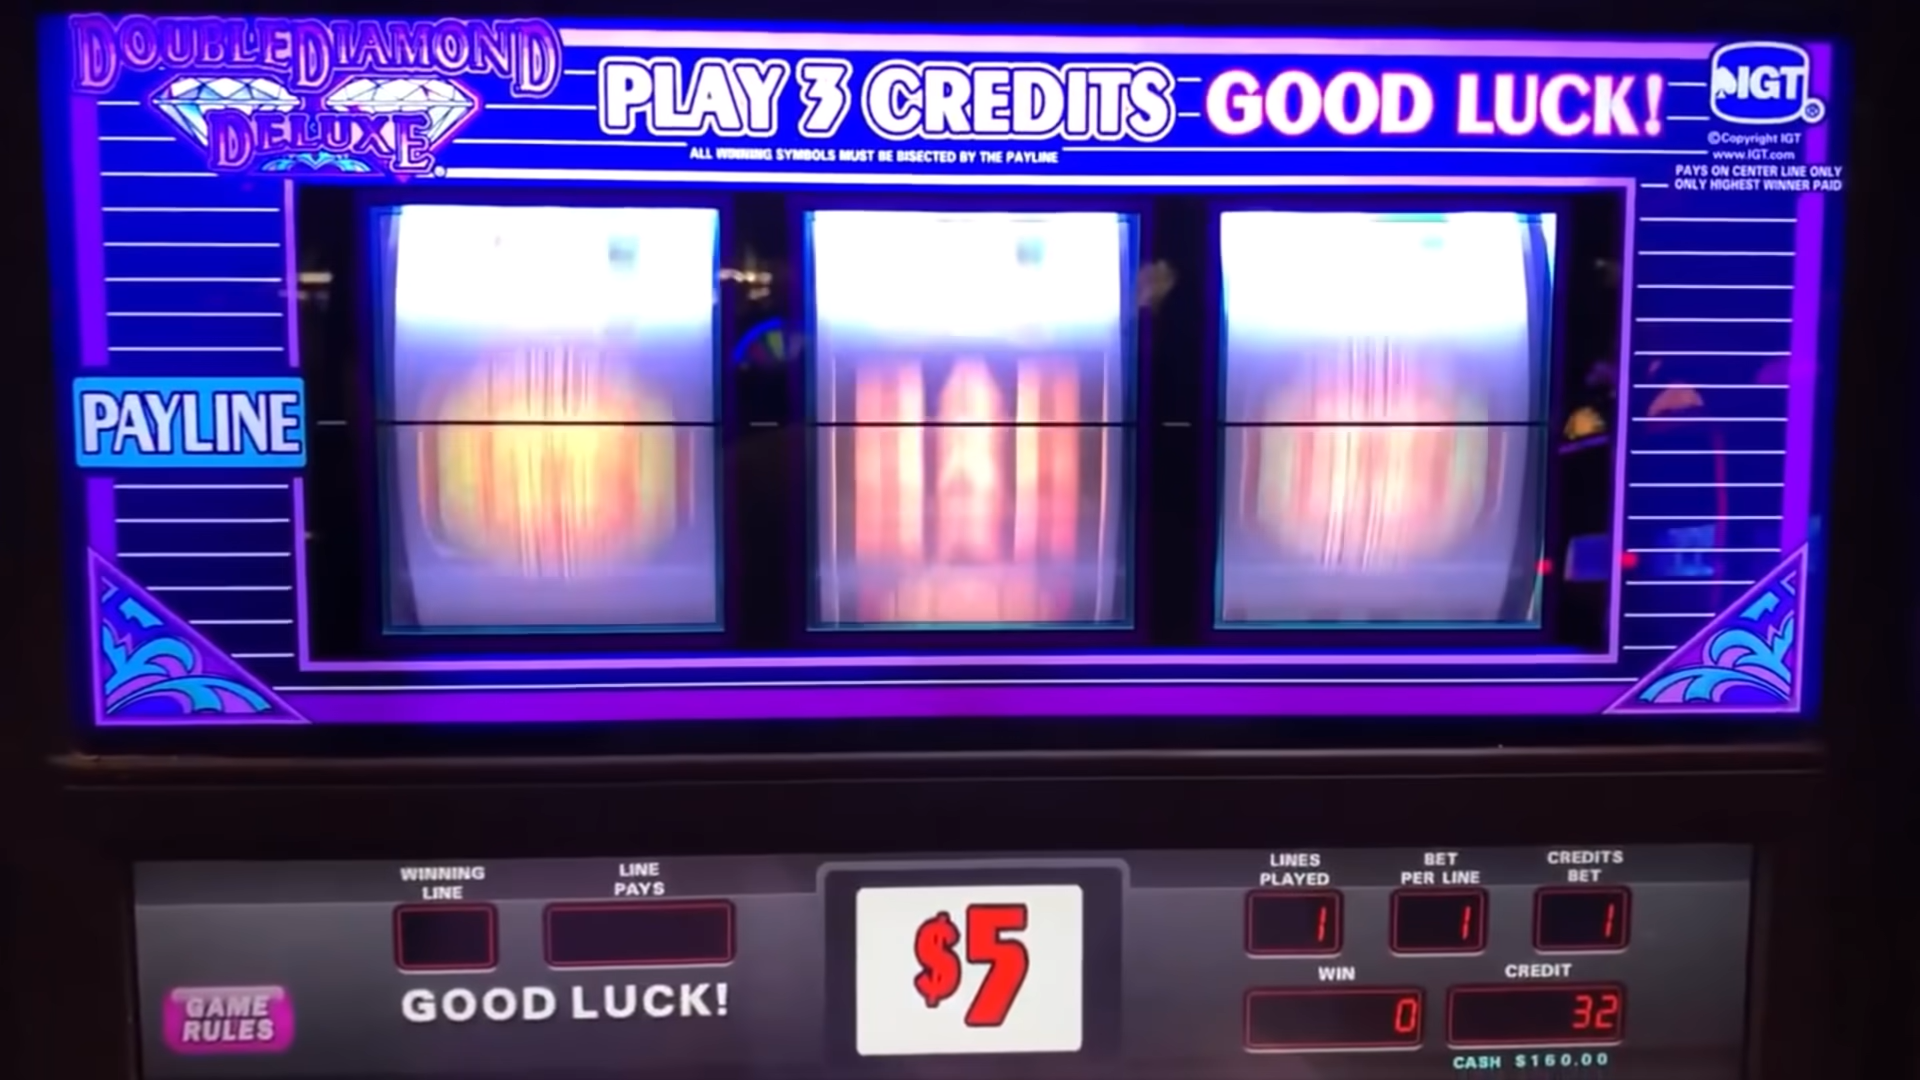 DOUBLE DIAMOND
DELUXE
PLAY 3 CREDITS GOOD LUCK!
ALL WINNING SYMBOLS MUST BE BISECTED BY THE PAYLINE
IGT
©Copyright IGT
www.IGT.com
PAYS ON CENTER LINE ONLY
ONLY HIGHEST WINNER PAID
PAYLINE
WINNING
LINE
LINE
PAYS
GOOD LUCK!
GAME
RULES
$5
LINES
PLAYED
1
BET
PER LINE
1
CREDITS
BET
1
WIN
0
CREDIT
32
CASH $160.00